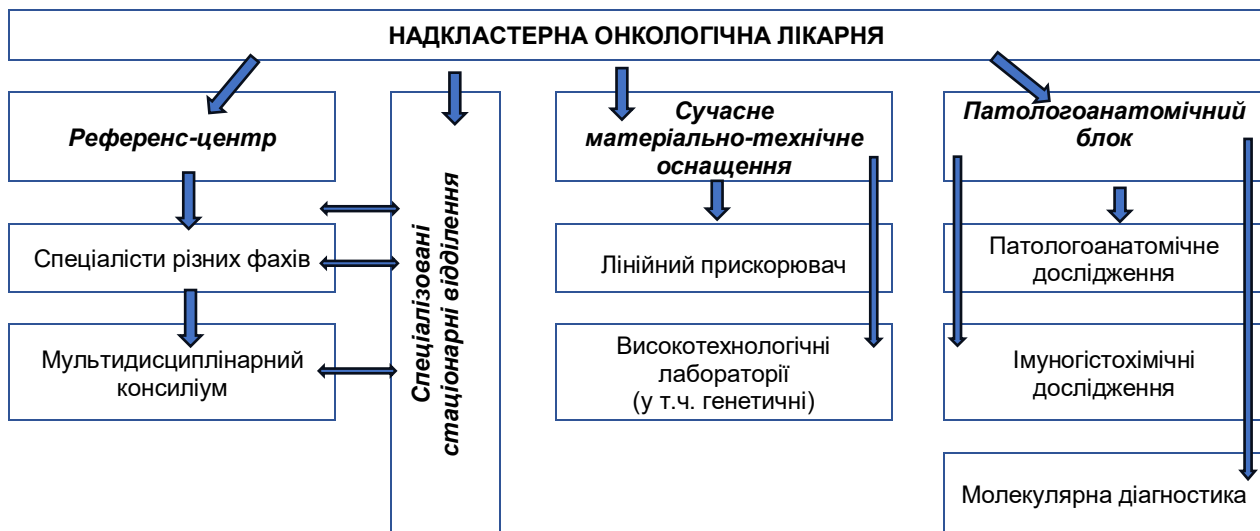 НАДКЛАСТЕРНА ОНКОЛОГІЧНА ЛІКАРНЯ
Референс-центр
Спеціалісти різних фахів
Мультидисциплінарний
консиліум
Спеціалізовані
стаціонарні відділення
Сучасне
матеріально-технічне
оснащення
Лінійний прискорювач
Високотехнологічні
лабораторії
(у т.ч. генетичні)
Патологоанатомічний
блок
Патологоанатомічне
дослідження
Імуногістохімічні
дослідження
Молекулярна діагностика